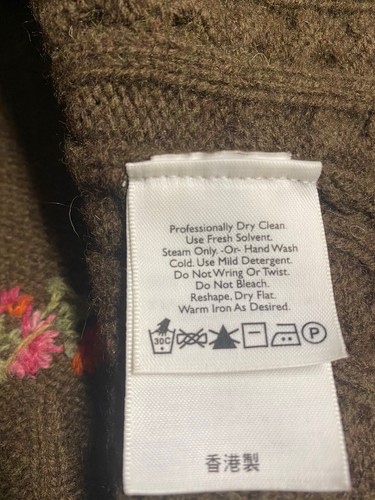 Professionally Dry Clean.
Use Fresh Solvent.
Steam Only. -Or- Hand Wash
Cold. Use Mild Detergent.
Do Not Wring Or Twist.
Do Not Bleach.
Reshape, Dry Flat.
Warm Iron As Desired.
30C P
香港製